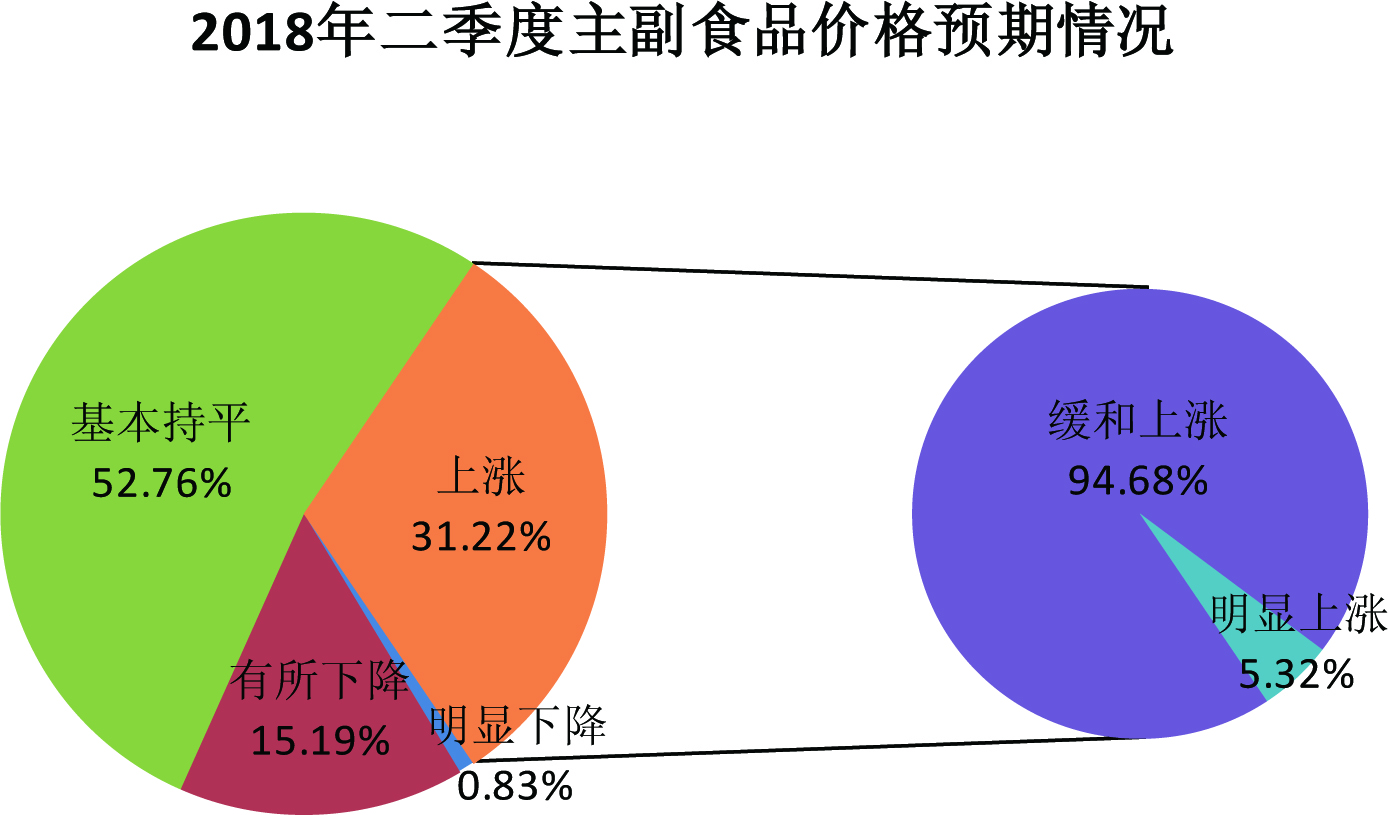 2018年二季度主副食品价格预期情况
基本持平
52.76%
上涨
31.22%
有所下降
15.19%
明显下降
0.83%
缓和上涨
94.68%
明显上涨
5.32%